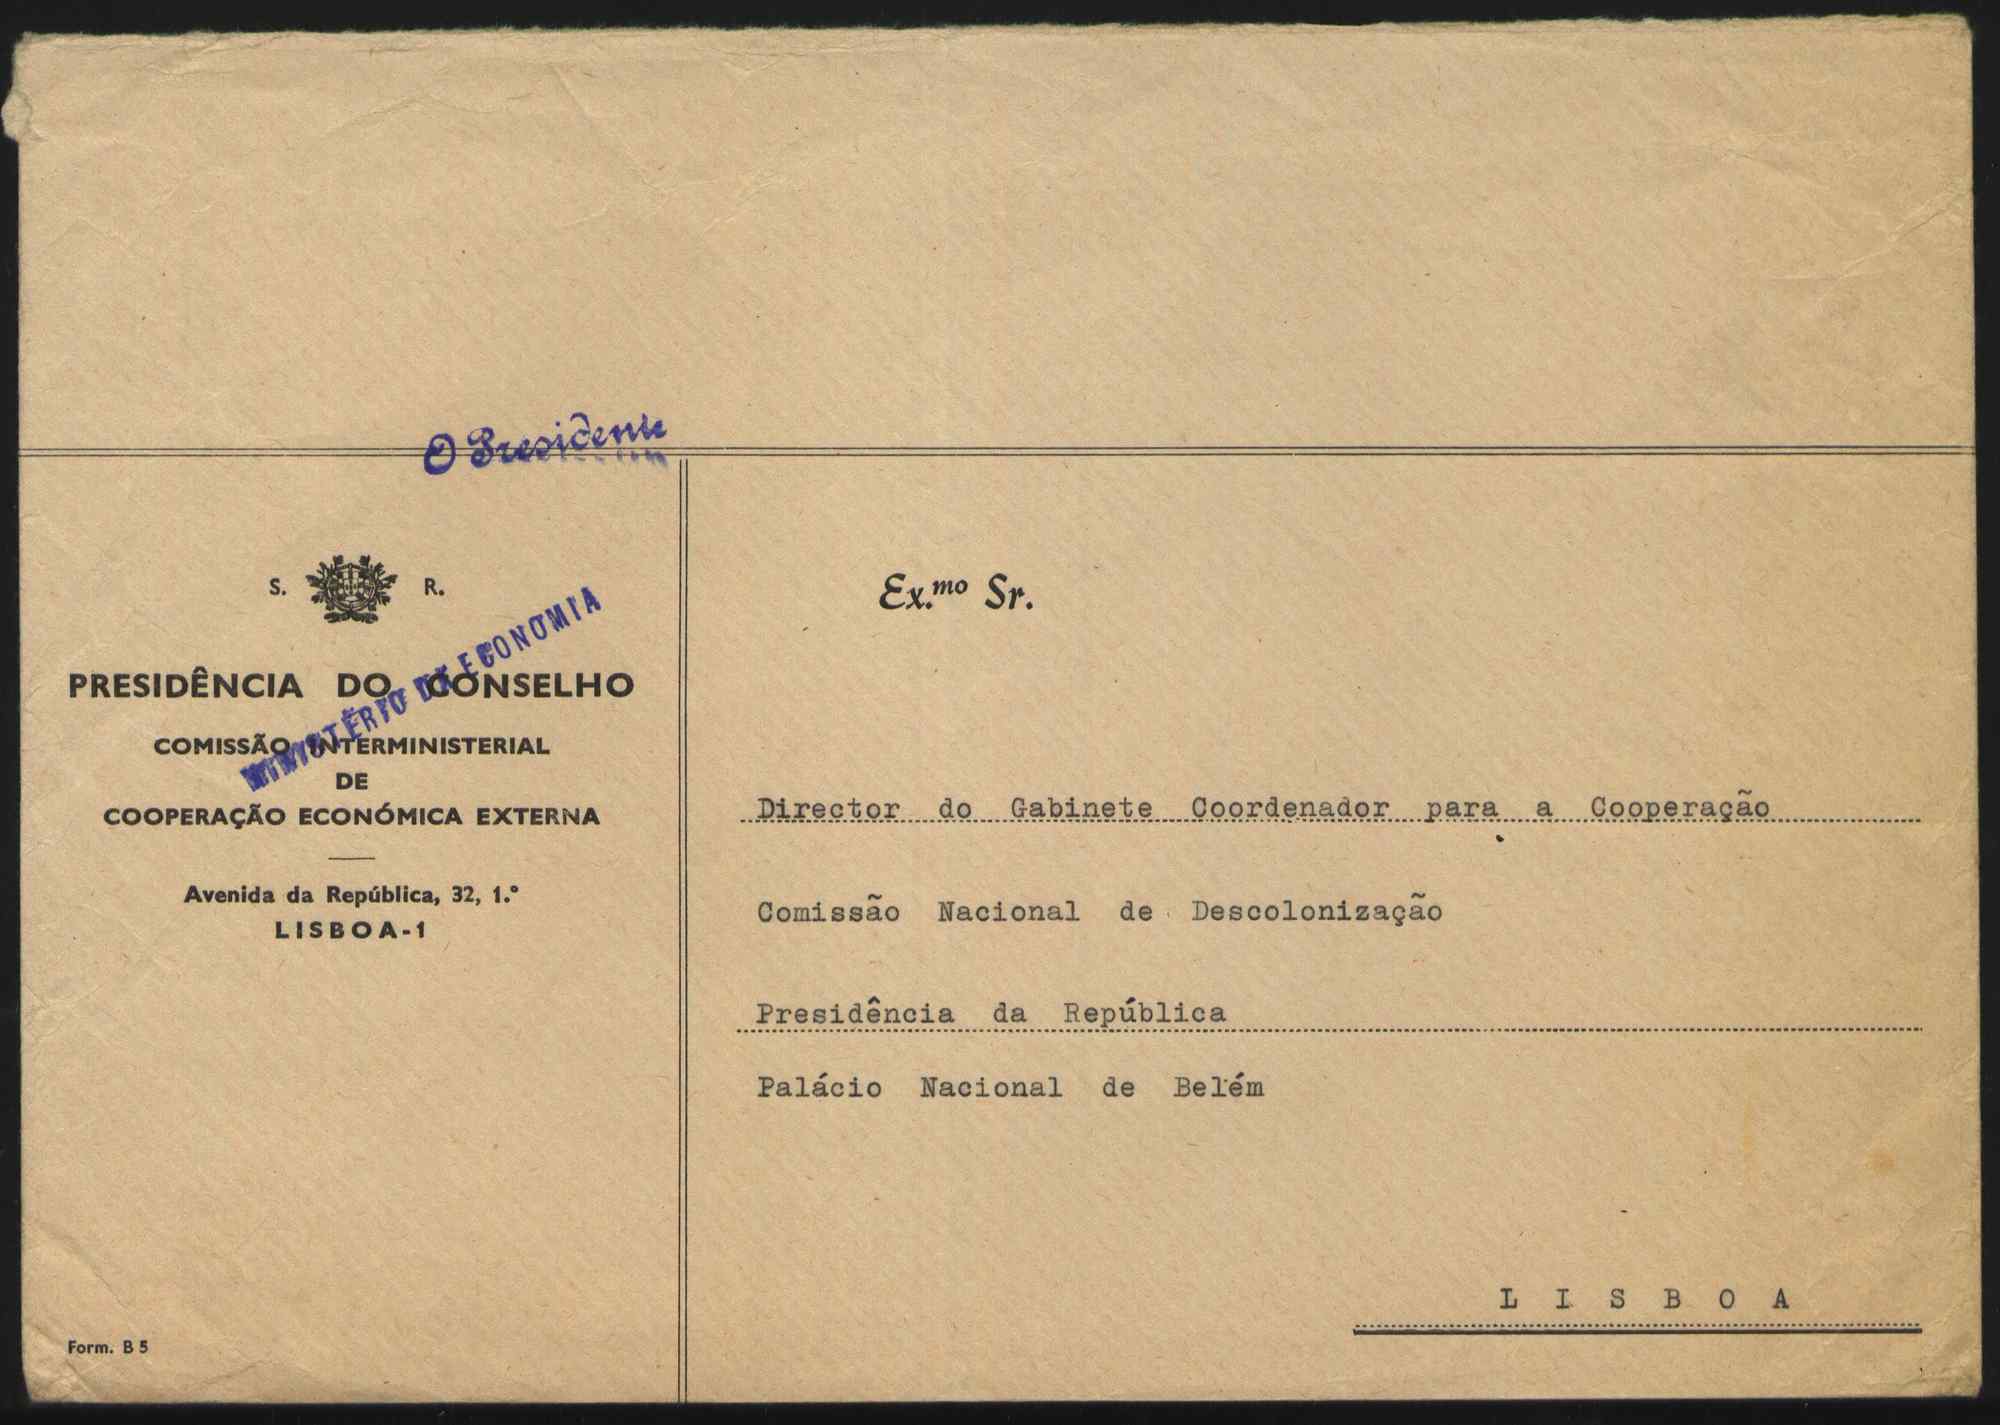 O Presidente
S. R.
MINISTÉRIO DA ECONOMIA
PRESIDÊNCIA DO CONSELHO
COMISSÃO INTERMINISTERIAL
DE
COOPERAÇÃO ECONÓMICA EXTERNA
Avenida da República, 32, 1.º
LISBOA-1
Form. B 5
Ex.mo Sr.
Director do Gabinete Coordenador para a Cooperação
Comissão Nacional de Descolonização
Presidência da República
Palácio Nacional de Belém
L I S B O A